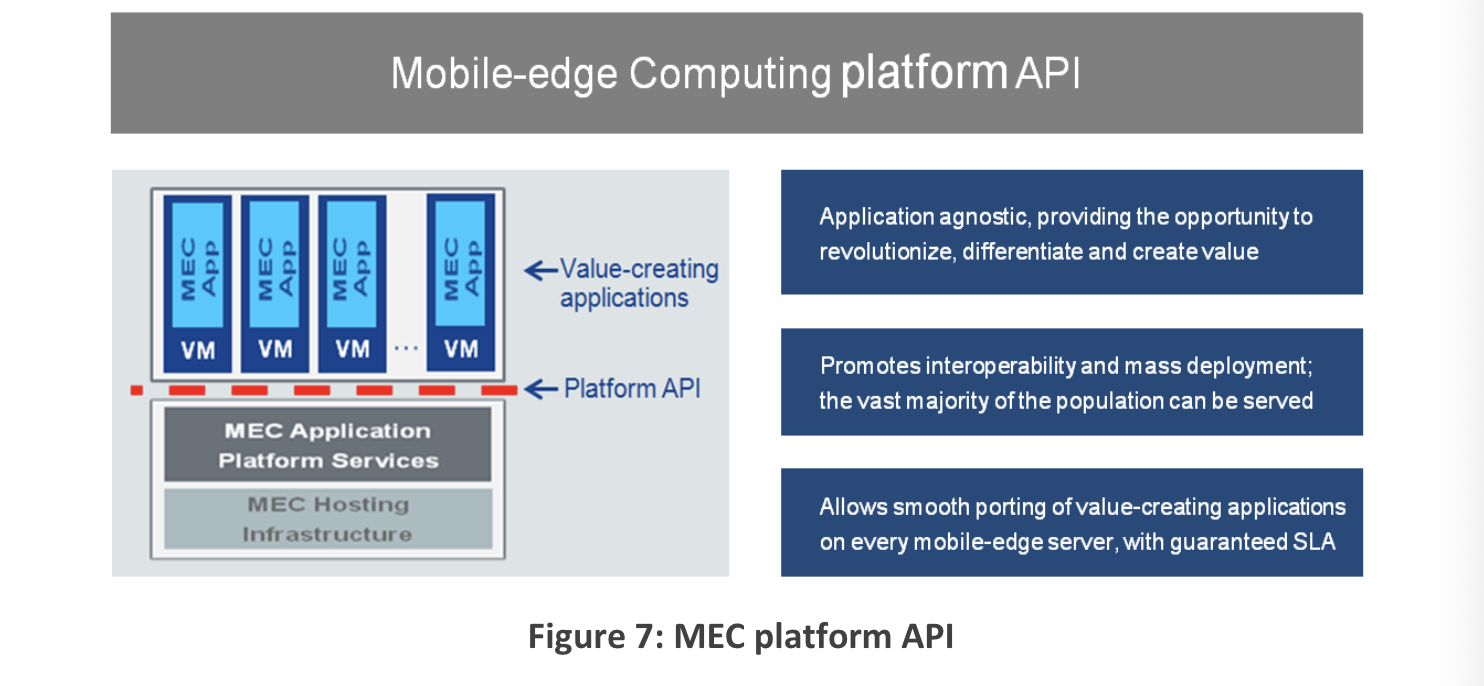 Mobile-edge Computing platform API
MEC App
MEC App
MEC App
MEC App
VM
VM
VM
...
VM
Value-creating
applications
Platform API
MEC Application
Platform Services
MEC Hosting
Infrastructure
Application agnostic, providing the opportunity to
revolutionize, differentiate and create value
Promotes interoperability and mass deployment;
the vast majority of the population can be served
Allows smooth porting of value-creating applications
on every mobile-edge server, with guaranteed SLA
Figure 7: MEC platform API